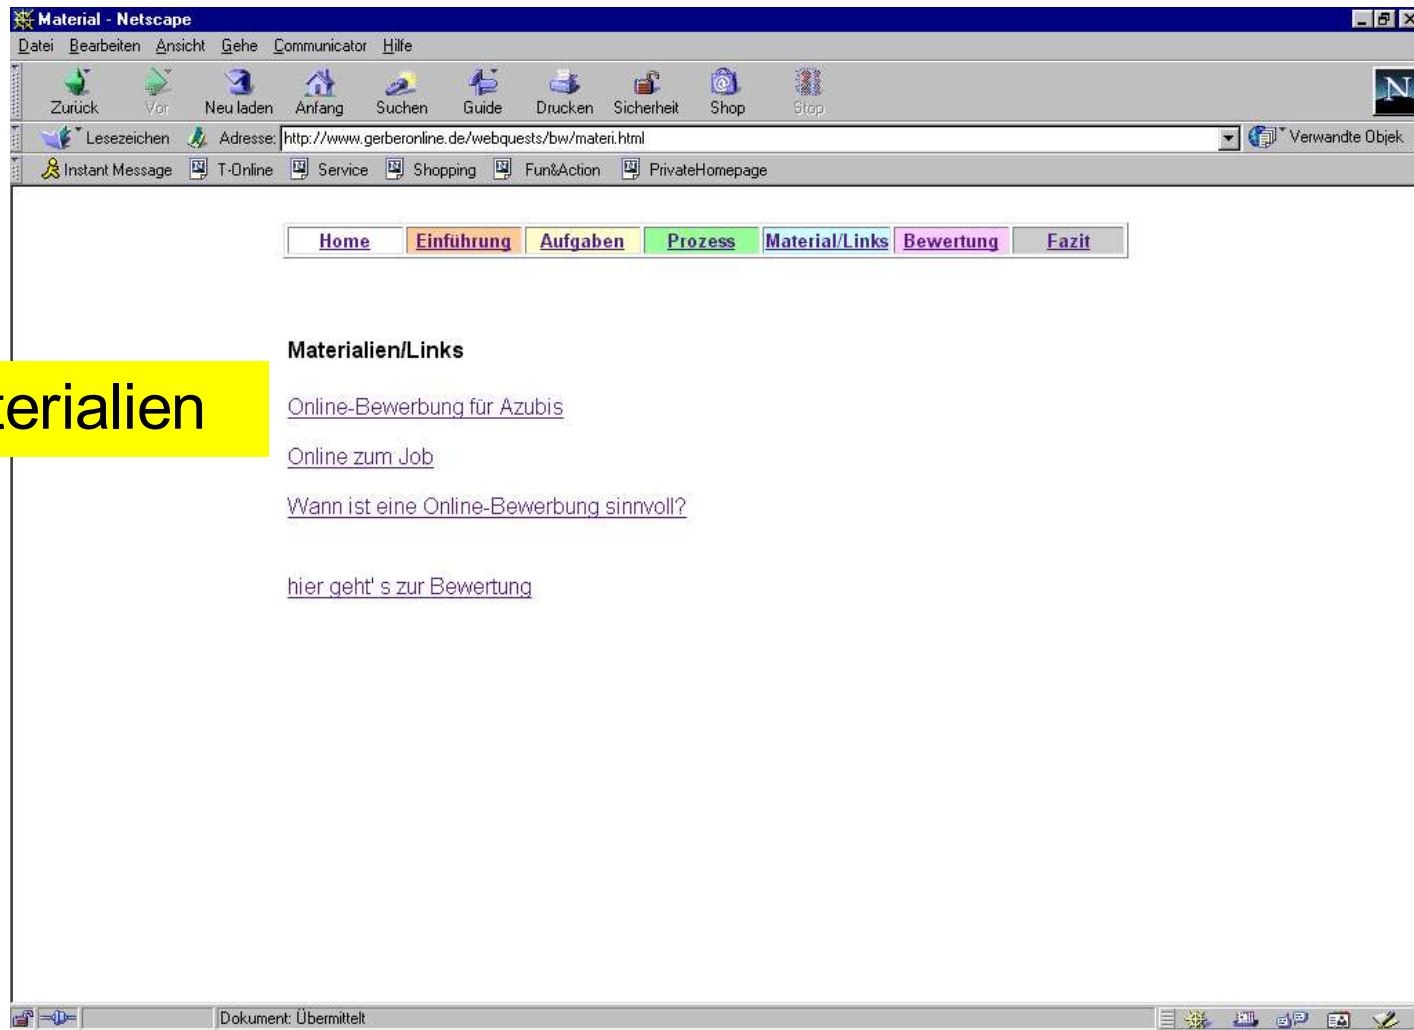 Material - Netscape
Datei Bearbeiten Ansicht Gehe Communicator Hilfe
Zurück Vor Neu laden Anfang Suchen Guide Drucken Sicherheit Shop Stop
N
Lesezeichen Adresse: http://www.gerberonline.de/webquests/bw/materi.html Verwandte Objek
Instant Message T-Online Service Shopping Fun&Action PrivateHomepage
Home Einführung Aufgaben Prozess Material/Links Bewertung Fazit
Materialien/Links
terialien
Online-Bewerbung für Azubis
Online zum Job
Wann ist eine Online-Bewerbung sinnvoll?
hier geht' s zur Bewertung
Dokument: Übermittelt